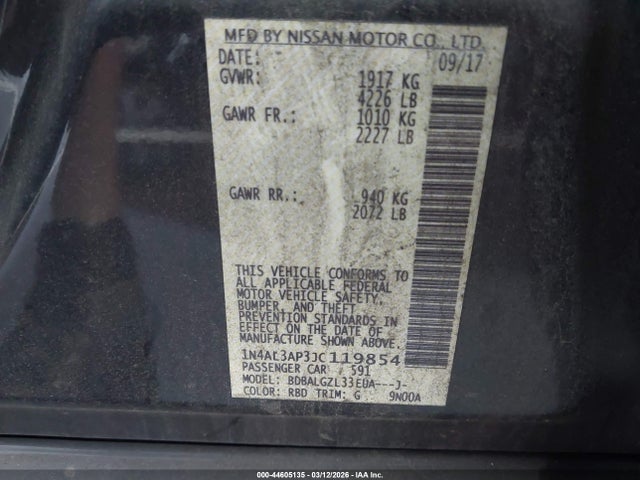 MFD BY NISSAN MOTOR CO., LTD.
DATE: 09/17
GVWR: 1917 KG
4226 LB
GAWR FR.: 1010 KG
2227 LB
GAWR RR.: 940 KG
2072 LB
THIS VEHICLE CONFORMS TO
ALL APPLICABLE FEDERAL
MOTOR VEHICLE SAFETY,
BUMPER, AND THEFT
PREVENTION STANDARDS IN
EFFECT ON THE DATE OF
MANUFACTURE SHOWN ABOVE.
1N4AL3AP3JC119854
PASSENGER CAR 591
MODEL: BDBALGZL33EUA---J-
COLOR: RBD TRIM: G 9N00A
000-44605135 - 03/12/2026 - IAA Inc.